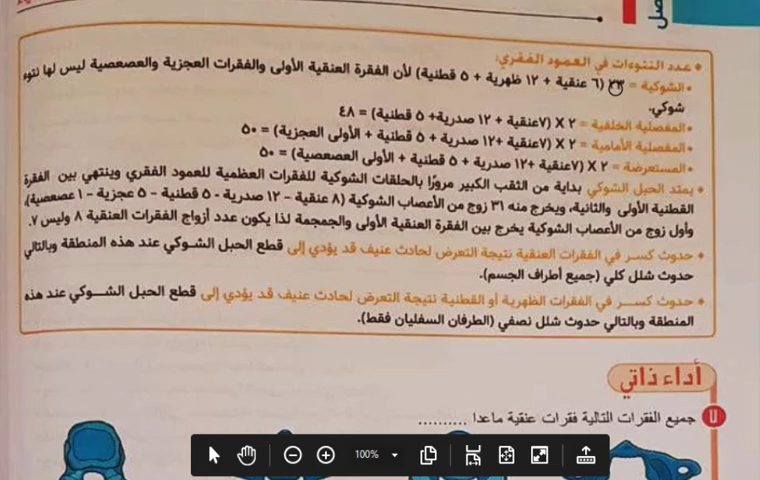 صل
• عدد النتوءات في العمود الفقري:
• الشوكية = ٢٣ (٦ عنقية + ١٢ ظهرية + ٥ قطنية) لأن الفقرة العنقية الأولى والفقرات العجزية والعصعصية ليس لها نتوء
شوكي.
• المفصلية الخلفية = ٢ X (٧عنقية + ١٢ صدرية+ ٥ قطنية) = ٤٨
• المفصلية الأمامية = ٢ X (٧عنقية +١٢ صدرية + ٥ قطنية + الأولى العجزية) = ٥٠
• المستعرضة = ٢ X (٧عنقية +١٢ صدرية + ٥ قطنية + الأولى العصعصية) = ٥٠
• يمتد الحبل الشوكي بداية من الثقب الكبير مرورًا بالحلقات الشوكية للفقرات العظمية للعمود الفقري وينتهي بين الفقرة
القطنية الأولى والثانية، ويخرج منه ٣١ زوج من الأعصاب الشوكية (٨ عنقية - ١٢ صدرية - ٥ قطنية - ٥ عجزية - ١ عصعصية)،
وأول زوج من الأعصاب الشوكية يخرج بين الفقرة العنقية الأولى والجمجمة لذا يكون عدد أزواج الفقرات العنقية ٨ وليس ٧.
• حدوث كسر في الفقرات العنقية نتيجة التعرض لحادث عنيف قد يؤدي إلى قطع الحبل الشوكي عند هذه المنطقة وبالتالي
حدوث شلل كلي (جميع أطراف الجسم).
• حدوث كسر في الفقرات الظهرية أو القطنية نتيجة التعرض لحادث عنيف قد يؤدي إلى قطع الحبل الشوكي عند هذه
المنطقة وبالتالي حدوث شلل نصفي (الطرفان السفليان فقط).
أداء ذاتي
جميع الفقرات التالية فقرات عنقية ماعدا ..........
100%